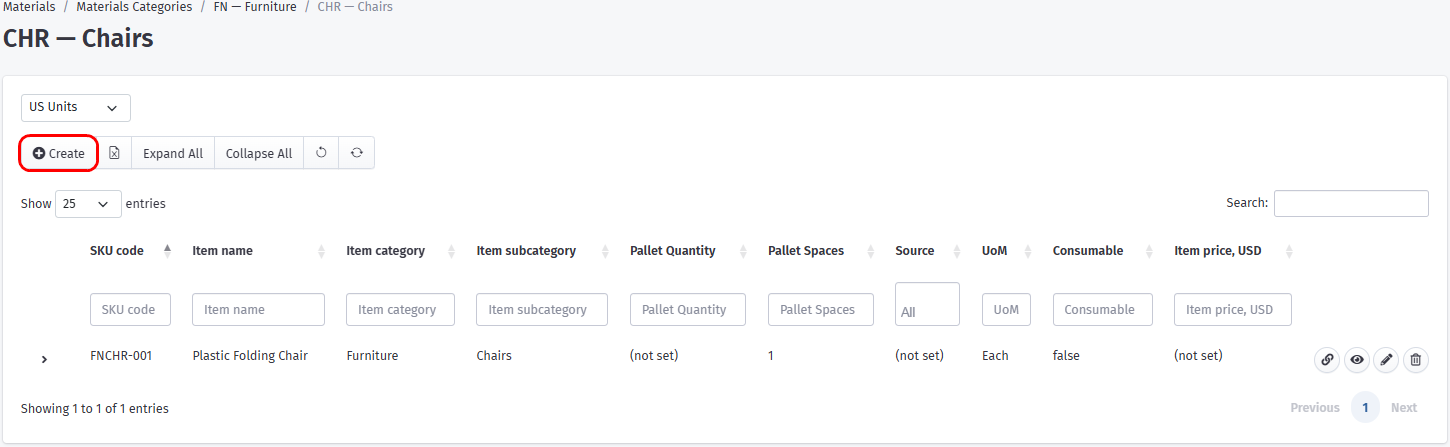 Materials / Materials Categories / FN — Furniture / CHR — Chairs
CHR — Chairs
US Units
Create Expand All Collapse All
Show 25 entries Search:
SKU code Item name Item category Item subcategory Pallet Quantity Pallet Spaces Source UoM Consumable Item price, USD
SKU code Item name Item category Item subcategory Pallet Quantity Pallet Spaces All UoM Consumable Item price, USD
FNCHR-001 Plastic Folding Chair Furniture Chairs (not set) 1 (not set) Each false (not set)
Showing 1 to 1 of 1 entries Previous 1 Next